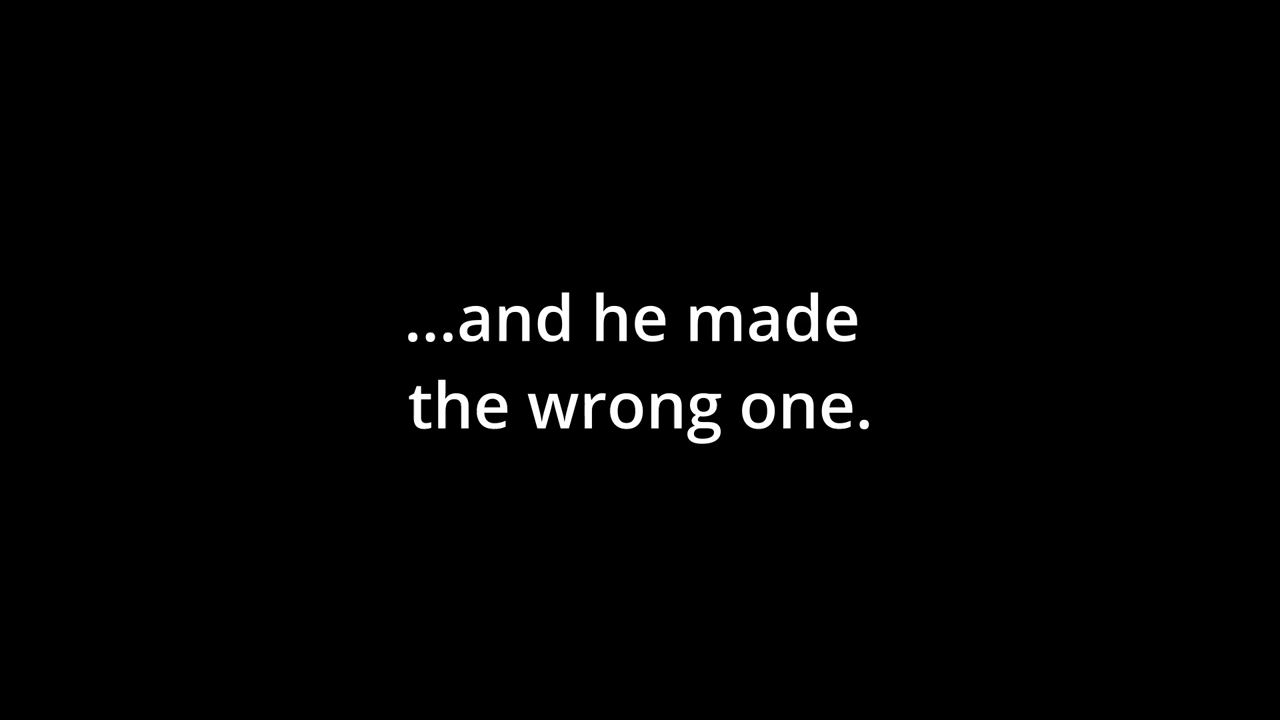 ...and he made
the wrong one.